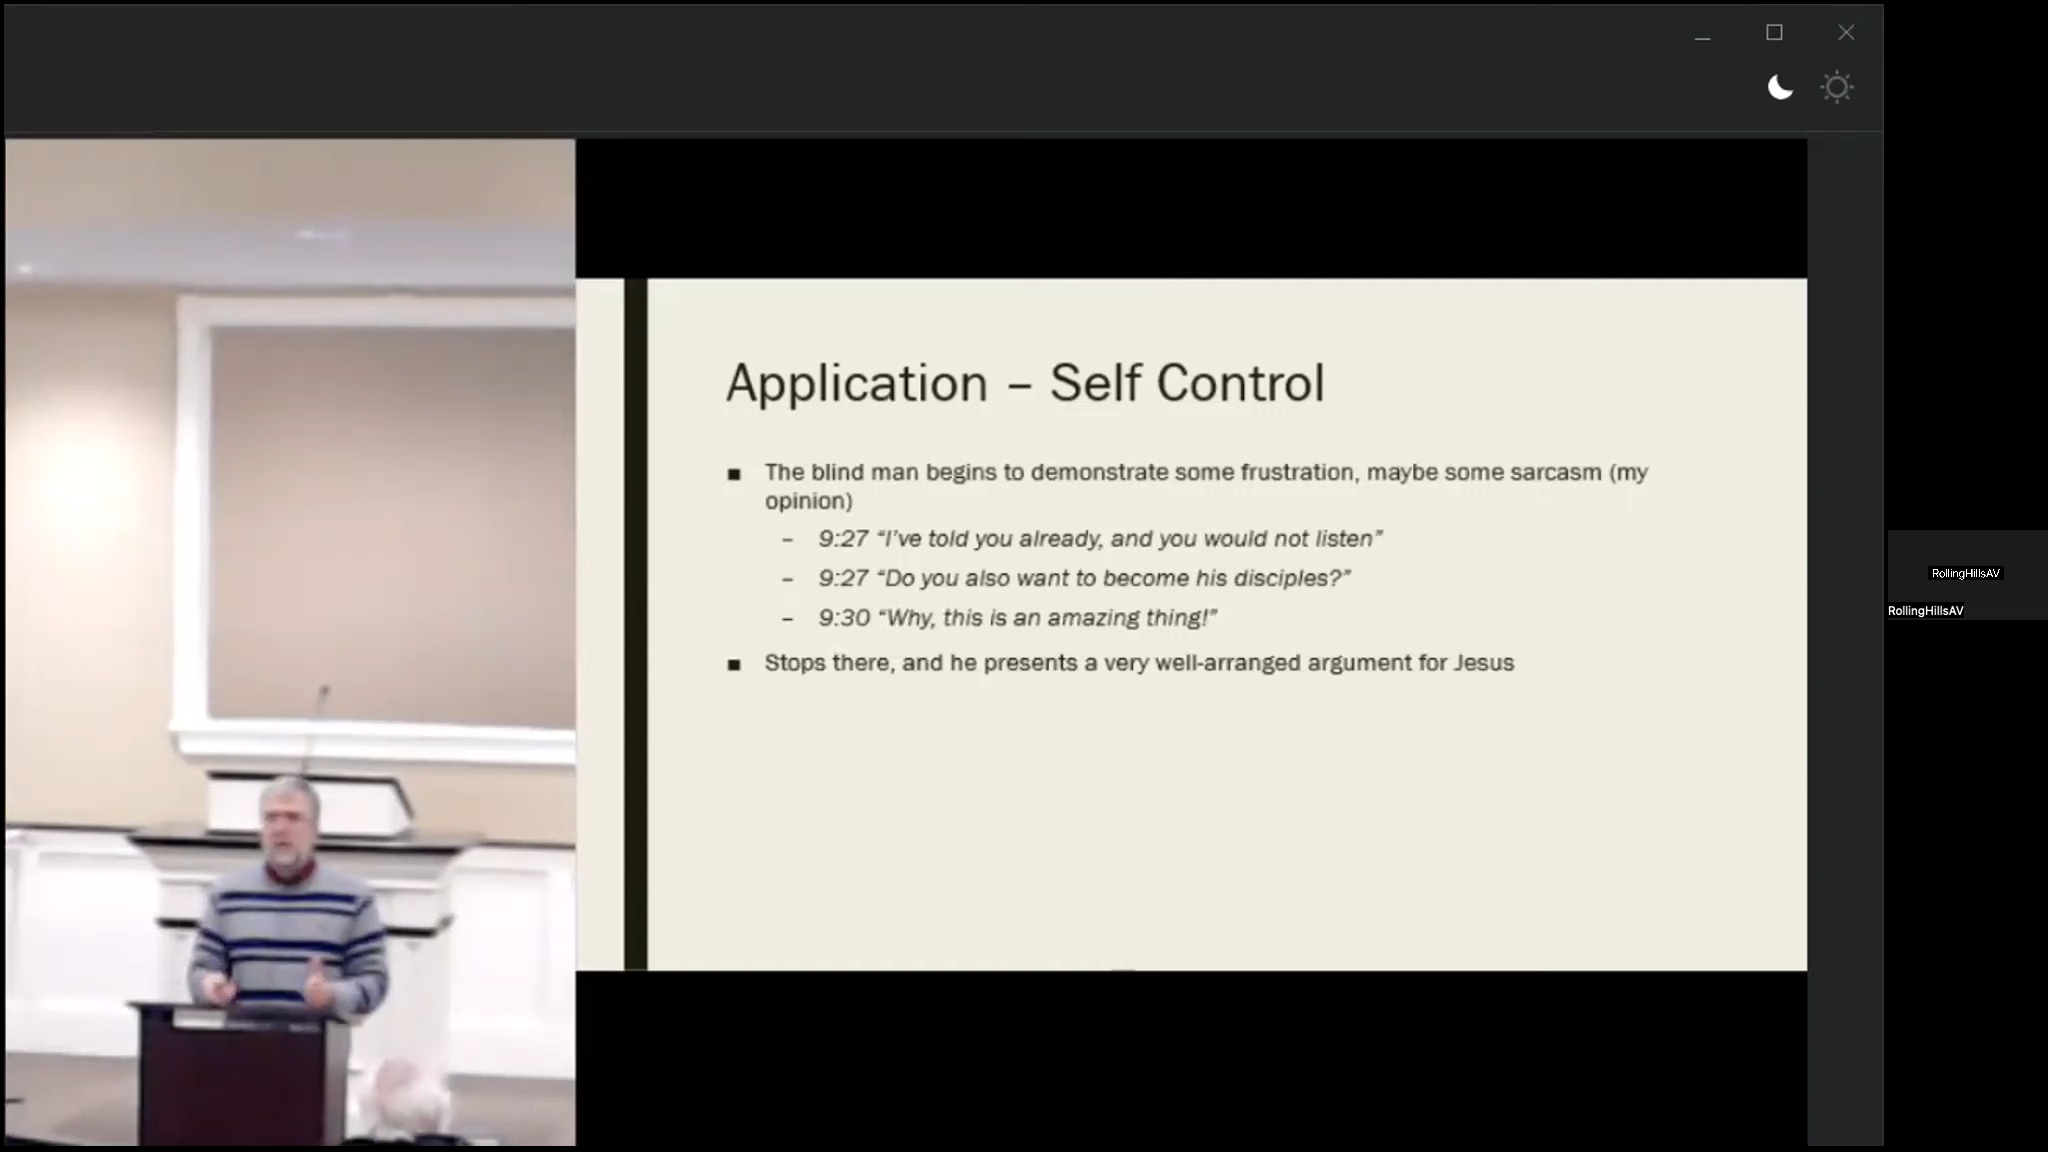 Application – Self Control
■ The blind man begins to demonstrate some frustration, maybe some sarcasm (my
opinion)
– 9:27 “I’ve told you already, and you would not listen”
– 9:27 “Do you also want to become his disciples?”
– 9:30 “Why, this is an amazing thing!”
■ Stops there, and he presents a very well-arranged argument for Jesus
RollingHillsAV
RollingHillsAV